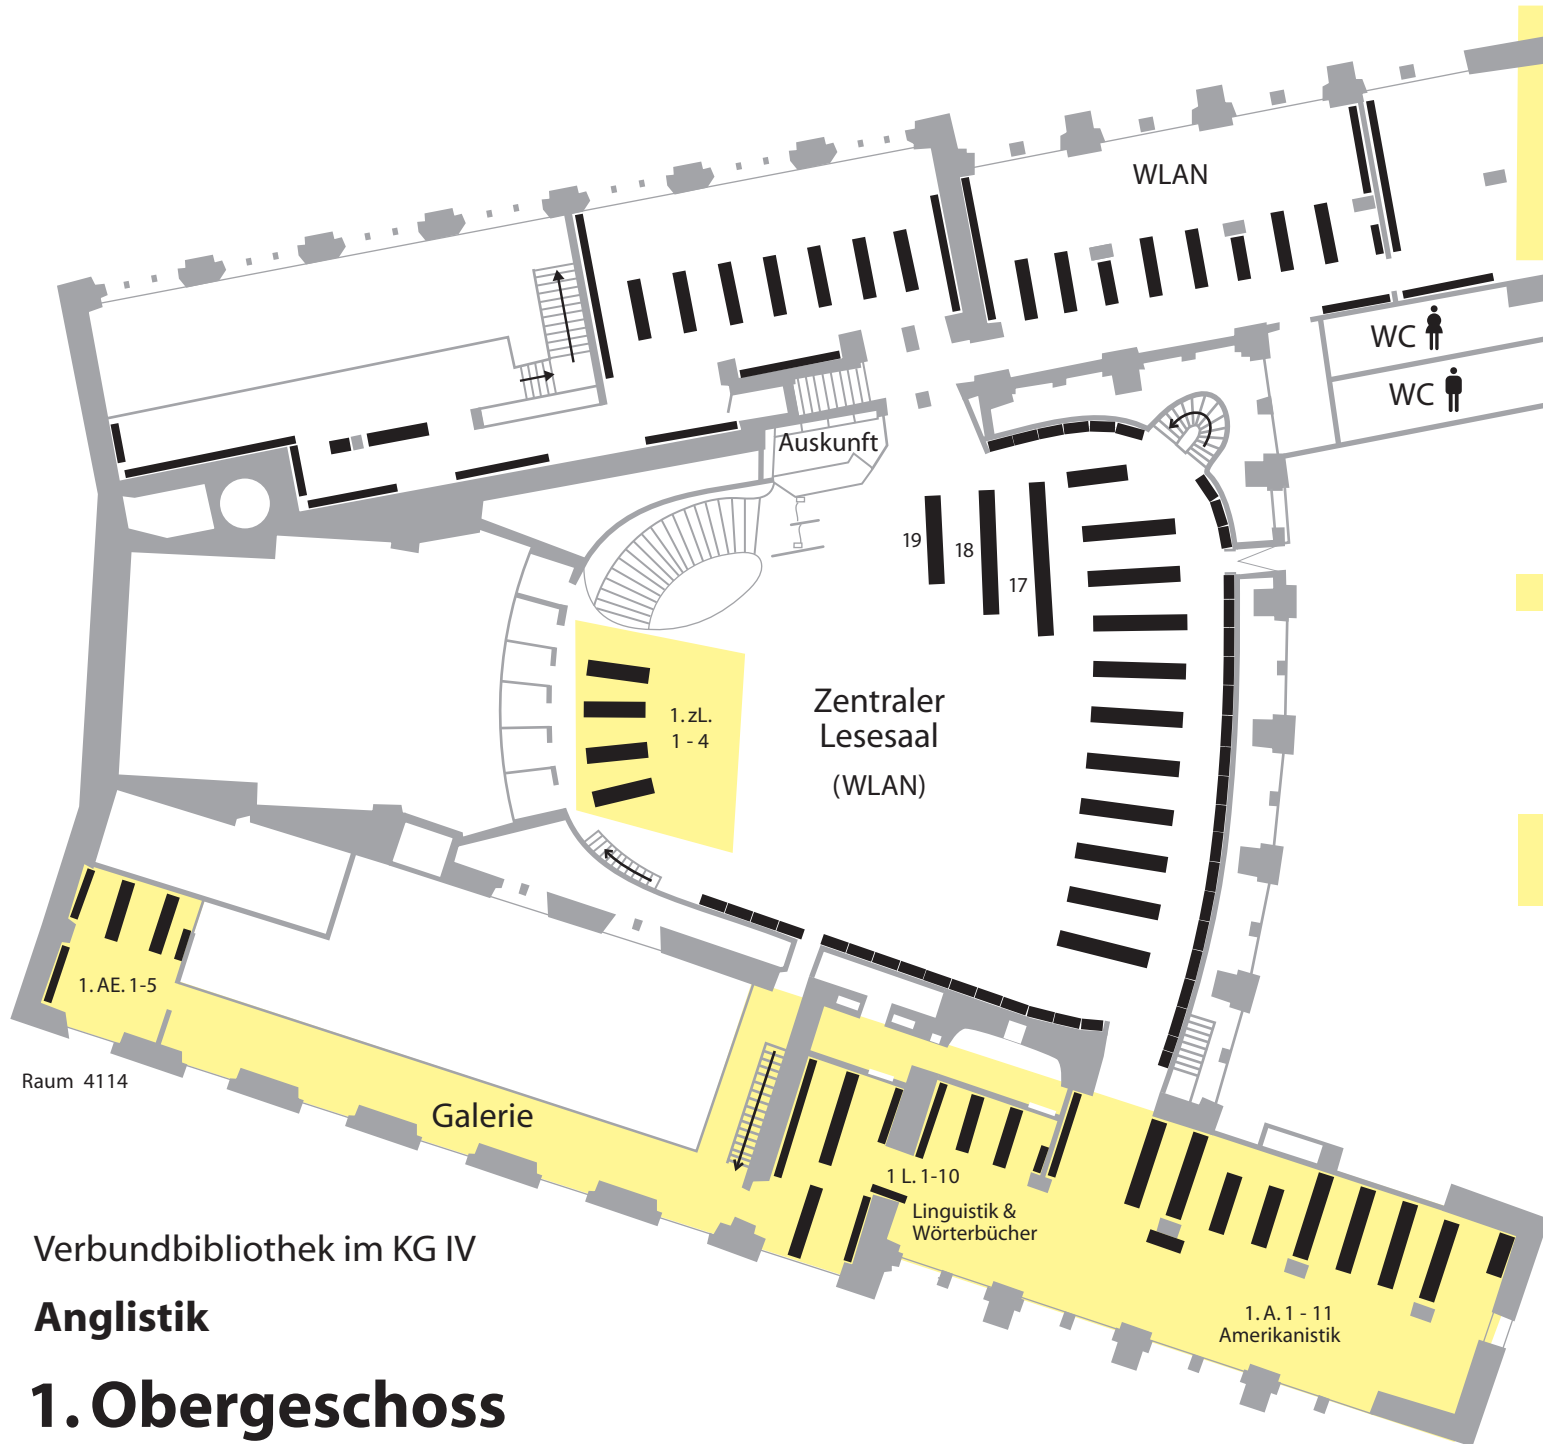 WLAN
WC
WC
Auskunft
19
18
17
1. zL.
1 - 4
Zentraler
Lesesaal
(WLAN)
1. AE. 1-5
Raum 4114
Galerie
1 L. 1-10
Linguistik &
Wörterbücher
1. A. 1 - 11
Amerikanistik
Verbundbibliothek im KG IV
Anglistik
1. Obergeschoss